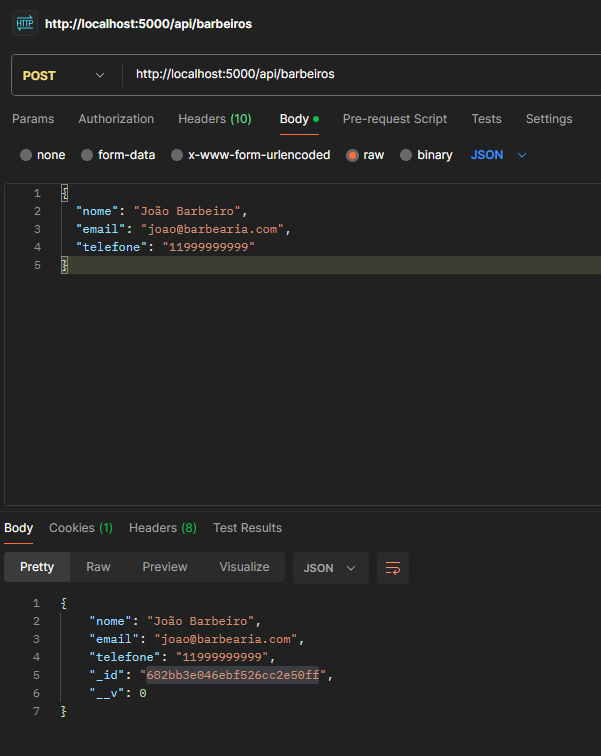 HTTP http://localhost:5000/api/barbeiros
POST http://localhost:5000/api/barbeiros
Params Authorization Headers (10) Body Pre-request Script Tests Settings
none form-data x-www-form-urlencoded raw binary JSON
1 {
2 "nome": "João Barbeiro",
3 "email": "joao@barbearia.com",
4 "telefone": "11999999999"
5 }
Body Cookies (1) Headers (8) Test Results
Pretty Raw Preview Visualize JSON
1 {
2 "nome": "João Barbeiro",
3 "email": "joao@barbearia.com",
4 "telefone": "11999999999",
5 "_id": "682bb3e046ebf526cc2e50ff",
6 "__v": 0
7 }